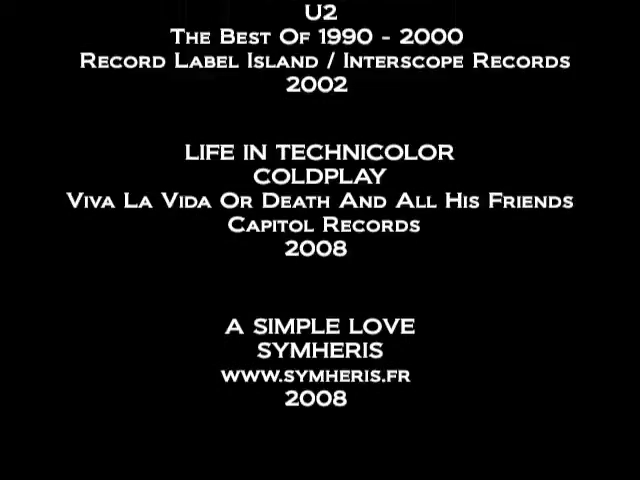 U2
The Best Of 1990 - 2000
Record Label Island / Interscope Records
2002
LIFE IN TECHNICOLOR
COLDPLAY
Viva La Vida Or Death And All His Friends
Capitol Records
2008
A SIMPLE LOVE
SYMHERIS
www.symheris.fr
2008